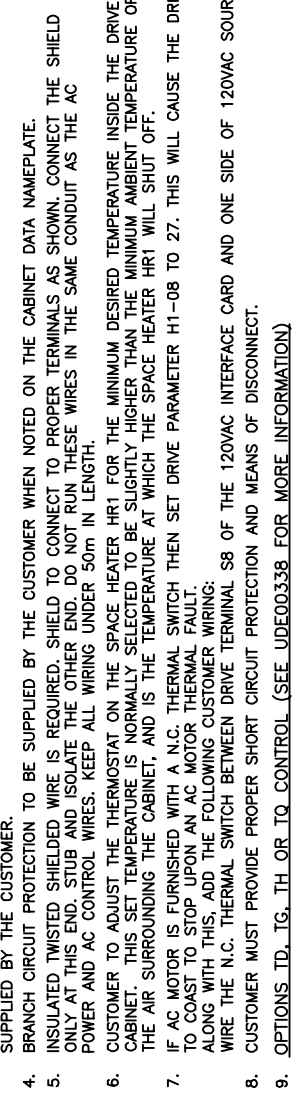 SUPPLIED BY THE CUSTOMER.
4. BRANCH CIRCUIT PROTECTION TO BE SUPPLIED BY THE CUSTOMER WHEN NOTED ON THE CABINET DATA NAMEPLATE.
5. INSULATED TWISTED SHIELDED WIRE IS REQUIRED. SHIELD TO CONNECT TO PROPER TERMINALS AS SHOWN. CONNECT THE SHIELD
ONLY AT THIS END. STUB AND ISOLATE THE OTHER END. DO NOT RUN THESE WIRES IN THE SAME CONDUIT AS THE AC
POWER AND AC CONTROL WIRES. KEEP ALL WIRING UNDER 50m IN LENGTH.
6. CUSTOMER TO ADJUST THE THERMOSTAT ON THE SPACE HEATER HR1 FOR THE MINIMUM DESIRED TEMPERATURE INSIDE THE DRIVE
CABINET. THIS SET TEMPERATURE IS NORMALLY SELECTED TO BE SLIGHTLY HIGHER THAN THE MINIMUM AMBIENT TEMPERATURE OF
THE AIR SURROUNDING THE CABINET, AND IS THE TEMPERATURE AT WHICH THE SPACE HEATER HR1 WILL SHUT OFF.
7. IF AC MOTOR IS FURNISHED WITH A N.C. THERMAL SWITCH THEN SET DRIVE PARAMETER H1-08 TO 27. THIS WILL CAUSE THE DRI
TO COAST TO STOP UPON AN AC MOTOR THERMAL FAULT.
ALONG WITH THIS, ADD THE FOLLOWING CUSTOMER WIRING:
WIRE THE N.C. THERMAL SWITCH BETWEEN DRIVE TERMINAL S8 OF THE 120VAC INTERFACE CARD AND ONE SIDE OF 120VAC SOUR
8. CUSTOMER MUST PROVIDE PROPER SHORT CIRCUIT PROTECTION AND MEANS OF DISCONNECT.
9. OPTIONS TD, TG, TH OR TQ CONTROL (SEE UDE00338 FOR MORE INFORMATION)